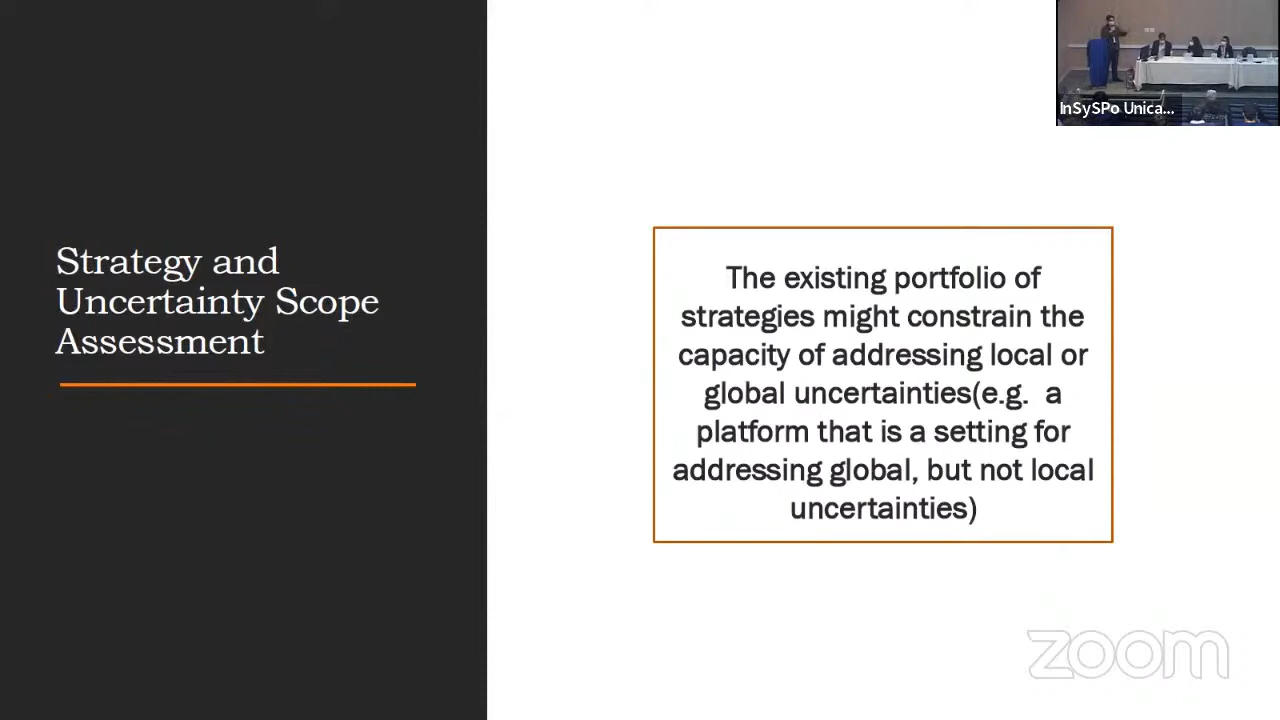 InSySPo Unica...
Strategy and
Uncertainty Scope
Assessment
The existing portfolio of
strategies might constrain the
capacity of addressing local or
global uncertainties(e.g.  a
platform that is a setting for
addressing global, but not local
uncertainties)
zoom